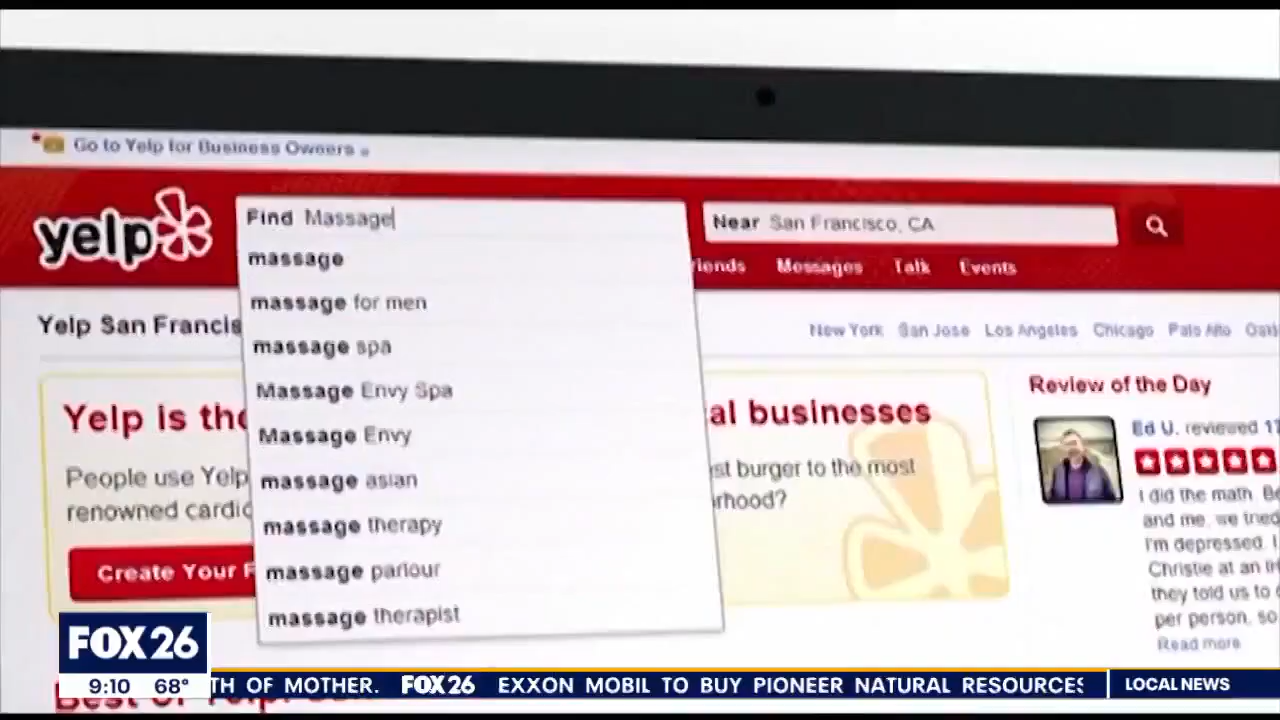 Go to Yelp for Business Owners
yelp
Find Massage
Near San Francisco, CA
massage
massage for men
massage spa
Massage Envy Spa
Massage Envy
massage asian
massage therapy
massage parlour
massage therapist
Messages Talk Events
Yelp San Francis
New York San Jose Los Angeles Chicago Palo Alto
Yelp is the
al businesses
People use Yelp
st burger to the most
renowned cardio
rhood?
Create Your
Review of the Day
Ed U. reviewed
I did the math.
and me, we tried
I'm depressed. I
Christie at an
they told us to
per person, so
Read more
FOX 26
9:10 68°
TH OF MOTHER. FOX 26 EXXON MOBIL TO BUY PIONEER NATURAL RESOURCES
LOCAL NEWS
Best of Yelp: